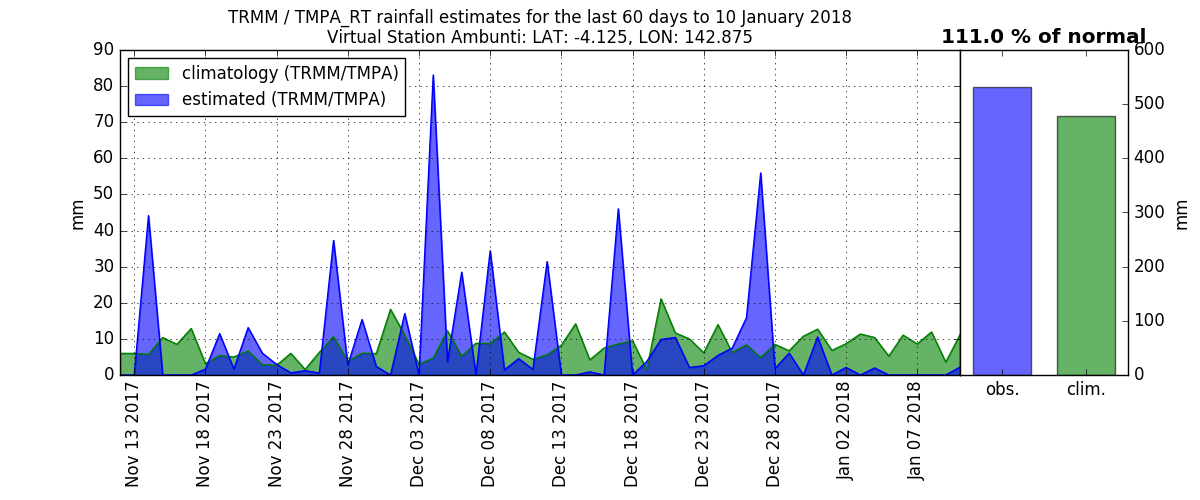 TRMM / TMPA_RT rainfall estimates for the last 60 days to 10 January 2018
Virtual Station Ambunti: LAT: -4.125, LON: 142.875
111.0 % of normal
climatology (TRMM/TMPA)
estimated (TRMM/TMPA)
90
80
70
60
50
40
30
20
10
0
mm
Nov 13 2017
Nov 18 2017
Nov 23 2017
Nov 28 2017
Dec 03 2017
Dec 08 2017
Dec 13 2017
Dec 18 2017
Dec 23 2017
Dec 28 2017
Jan 02 2018
Jan 07 2018
obs.
clim.
600
500
400
300
200
100
0
mm